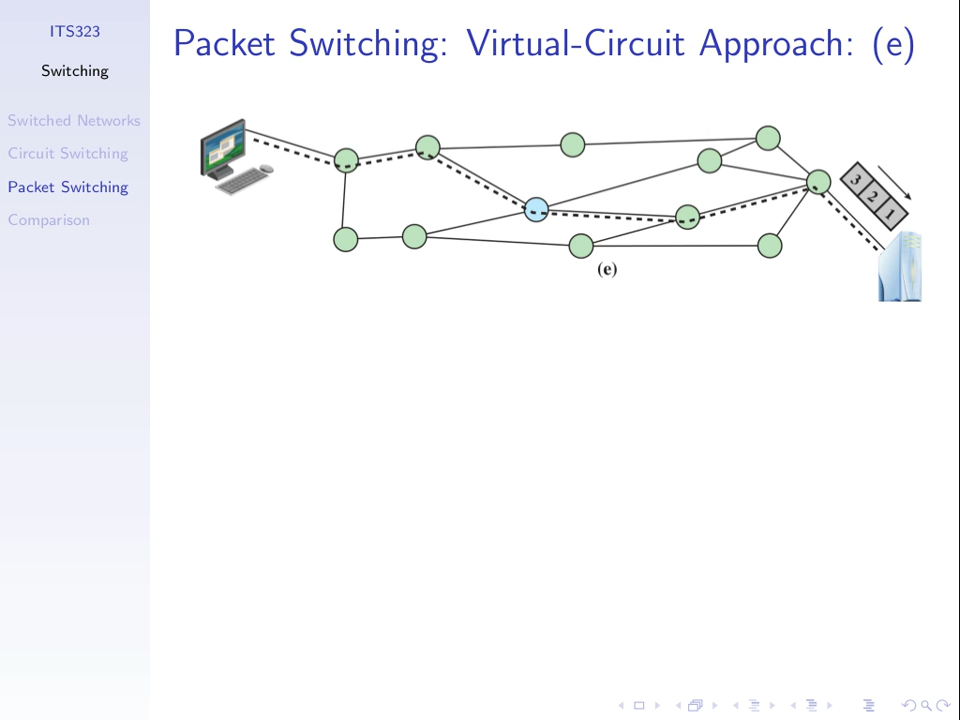 ITS323
Switching
Switched Networks
Circuit Switching
Packet Switching
Comparison
Packet Switching: Virtual-Circuit Approach: (e)
3 2 1
(e)